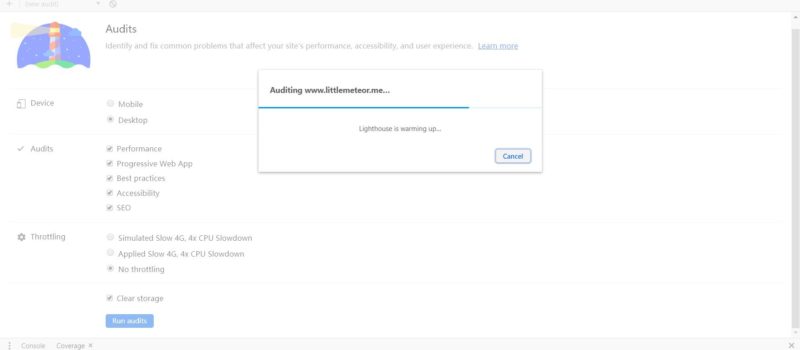 (new audit)
Audits
Identify and fix common problems that affect your site's performance, accessibility, and user experience. Learn more
Auditing www.littlemeteor.me...
Lighthouse is warming up...
Cancel
Device
Mobile
Desktop
Audits
Performance
Progressive Web App
Best practices
Accessibility
SEO
Throttling
Simulated Slow 4G, 4x CPU Slowdown
Applied Slow 4G, 4x CPU Slowdown
No throttling
Clear storage
Run audits
Console Coverage